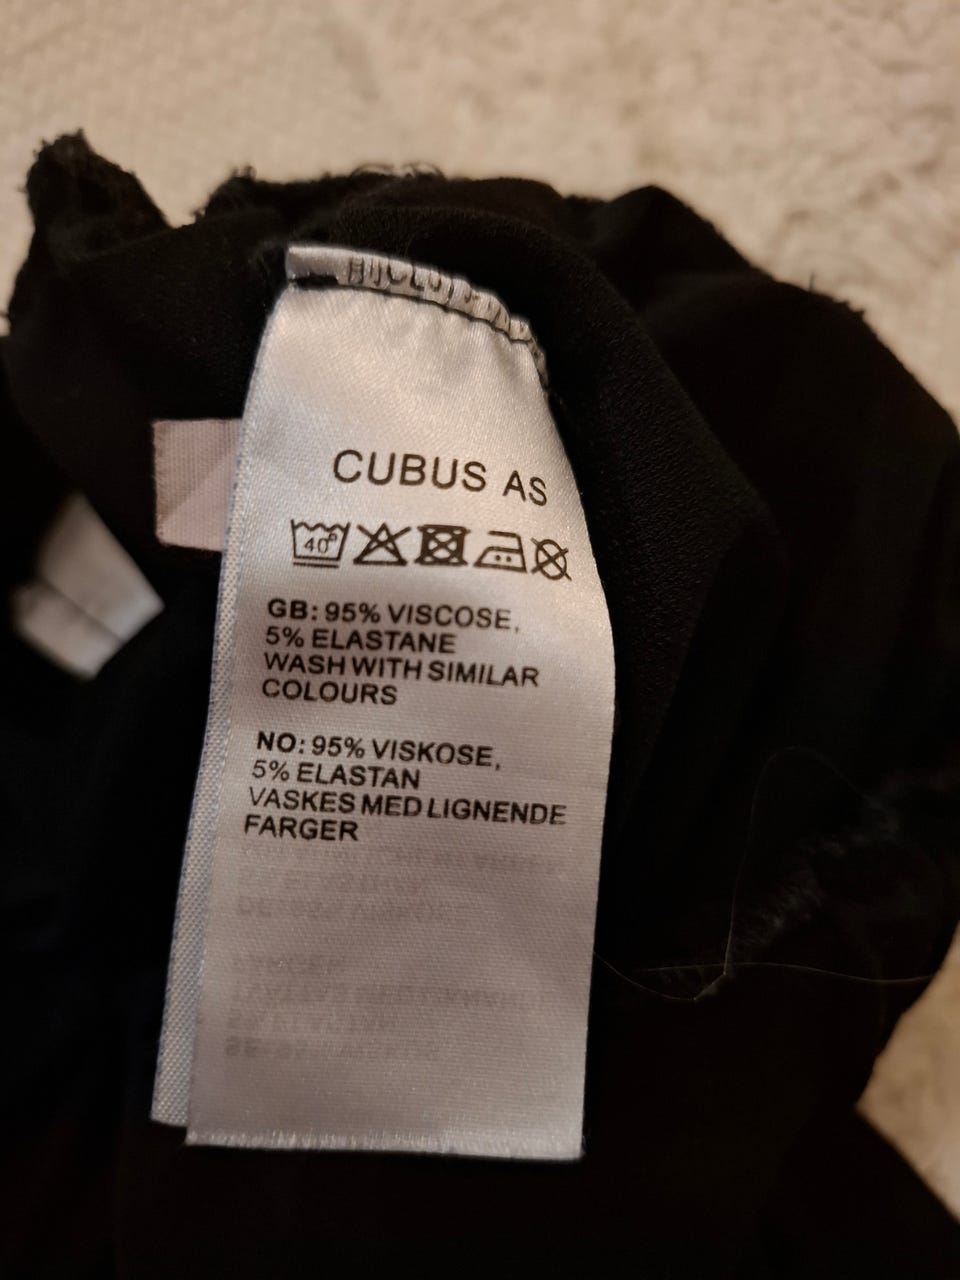 CUBUS AS
40°
GB: 95% VISCOSE,
5% ELASTANE
WASH WITH SIMILAR
COLOURS
NO: 95% VISKOSE,
5% ELASTAN
VASKES MED LIGNENDE
FARGER